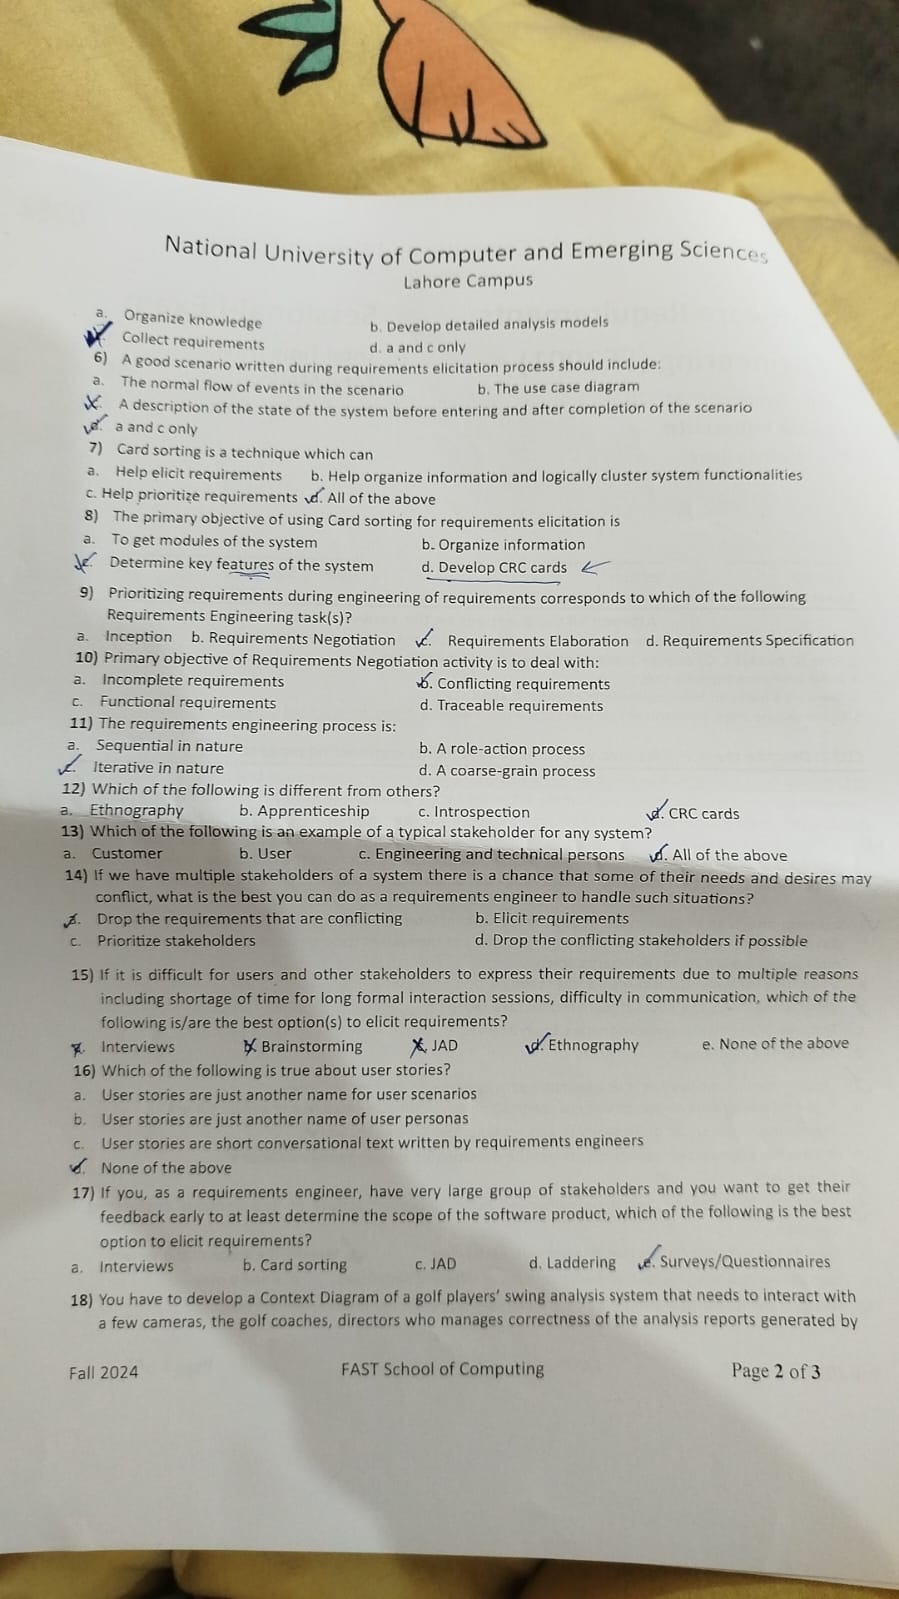 National University of Computer and Emerging Sciences
Lahore Campus
a. Organize knowledge b. Develop detailed analysis models
Collect requirements d. a and c only
6) A good scenario written during requirements elicitation process should include:
a. The normal flow of events in the scenario b. The use case diagram
A description of the state of the system before entering and after completion of the scenario
d. a and c only
7) Card sorting is a technique which can
a. Help elicit requirements b. Help organize information and logically cluster system functionalities
c. Help prioritize requirements d. All of the above
8) The primary objective of using Card sorting for requirements elicitation is
a. To get modules of the system b. Organize information
c. Determine key features of the system d. Develop CRC cards
9) Prioritizing requirements during engineering of requirements corresponds to which of the following
Requirements Engineering task(s)?
a. Inception b. Requirements Negotiation c. Requirements Elaboration d. Requirements Specification
10) Primary objective of Requirements Negotiation activity is to deal with:
a. Incomplete requirements b. Conflicting requirements
c. Functional requirements d. Traceable requirements
11) The requirements engineering process is:
a. Sequential in nature b. A role-action process
c. Iterative in nature d. A coarse-grain process
12) Which of the following is different from others?
a. Ethnography b. Apprenticeship c. Introspection d. CRC cards
13) Which of the following is an example of a typical stakeholder for any system?
a. Customer b. User c. Engineering and technical persons d. All of the above
14) If we have multiple stakeholders of a system there is a chance that some of their needs and desires may
conflict, what is the best you can do as a requirements engineer to handle such situations?
a. Drop the requirements that are conflicting b. Elicit requirements
c. Prioritize stakeholders d. Drop the conflicting stakeholders if possible
15) If it is difficult for users and other stakeholders to express their requirements due to multiple reasons
including shortage of time for long formal interaction sessions, difficulty in communication, which of the
following is/are the best option(s) to elicit requirements?
a. Interviews b. Brainstorming c. JAD d. Ethnography e. None of the above
16) Which of the following is true about user stories?
a. User stories are just another name for user scenarios
b. User stories are just another name of user personas
c. User stories are short conversational text written by requirements engineers
d. None of the above
17) If you, as a requirements engineer, have very large group of stakeholders and you want to get their
feedback early to at least determine the scope of the software product, which of the following is the best
option to elicit requirements?
a. Interviews b. Card sorting c. JAD d. Laddering e. Surveys/Questionnaires
18) You have to develop a Context Diagram of a golf players' swing analysis system that needs to interact with
a few cameras, the golf coaches, directors who manages correctness of the analysis reports generated by
Fall 2024 FAST School of Computing Page 2 of 3